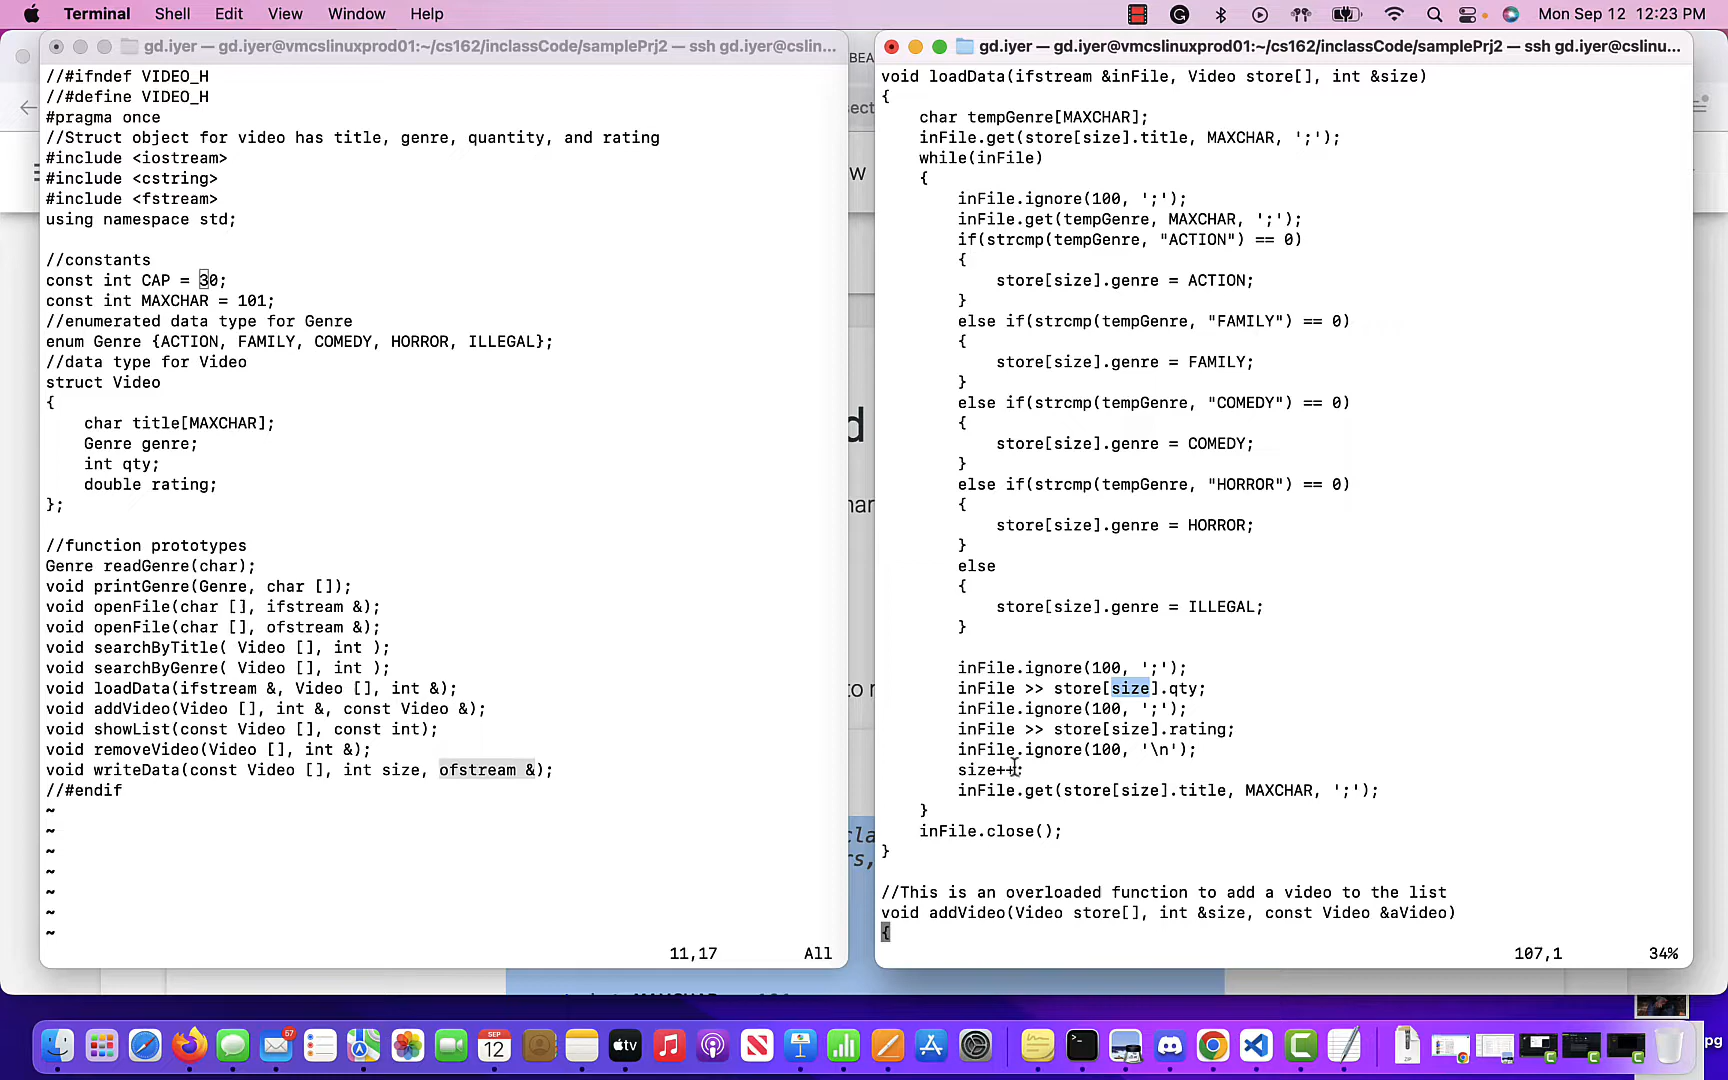 Terminal Shell Edit View Window Help
57
Mon Sep 12 12:23 PM
gd.iyer — gd.iyer@vmcslinuxprod01:~/cs162/inclassCode/samplePrj2 — ssh gd.iyer@cslin...
//#ifndef VIDEO_H
//#define VIDEO_H
#pragma once
//Struct object for video has title, genre, quantity, and rating
#include <iostream>
#include <cstring>
#include <fstream>
using namespace std;
//constants
const int CAP = 30;
const int MAXCHAR = 101;
//enumerated data type for Genre
enum Genre {ACTION, FAMILY, COMEDY, HORROR, ILLEGAL};
//data type for Video
struct Video
{
char title[MAXCHAR];
Genre genre;
int qty;
double rating;
};
//function prototypes
Genre readGenre(char);
void printGenre(Genre, char []);
void openFile(char [], ifstream &);
void openFile(char [], ofstream &);
void searchByTitle( Video [], int );
void searchByGenre( Video [], int );
void loadData(ifstream &, Video [], int &);
void addVideo(Video [], int &, const Video &);
void showList(const Video [], const int);
void removeVideo(Video [], int &);
void writeData(const Video [], int size, ofstream &);
//#endif
~
~
~
~
~
~
~
11,17 All
BEA
ect
W
d
nar
to r
cla
rs,
gd.iyer — gd.iyer@vmcslinuxprod01:~/cs162/inclassCode/samplePrj2 — ssh gd.iyer@cslinu...
void loadData(ifstream &inFile, Video store[], int &size)
{
char tempGenre[MAXCHAR];
inFile.get(store[size].title, MAXCHAR, ';');
while(inFile)
{
inFile.ignore(100, ';');
inFile.get(tempGenre, MAXCHAR, ';');
if(strcmp(tempGenre, "ACTION") == 0)
{
store[size].genre = ACTION;
}
else if(strcmp(tempGenre, "FAMILY") == 0)
{
store[size].genre = FAMILY;
}
else if(strcmp(tempGenre, "COMEDY") == 0)
{
store[size].genre = COMEDY;
}
else if(strcmp(tempGenre, "HORROR") == 0)
{
store[size].genre = HORROR;
}
else
{
store[size].genre = ILLEGAL;
}
inFile.ignore(100, ';');
inFile >> store[size].qty;
inFile.ignore(100, ';');
inFile >> store[size].rating;
inFile.ignore(100, '\n');
size++;
inFile.get(store[size].title, MAXCHAR, ';');
}
inFile.close();
}
//This is an overloaded function to add a video to the list
void addVideo(Video store[], int &size, const Video &aVideo)
{
107,1 34%
SEP
12
tv
ZIP
pg